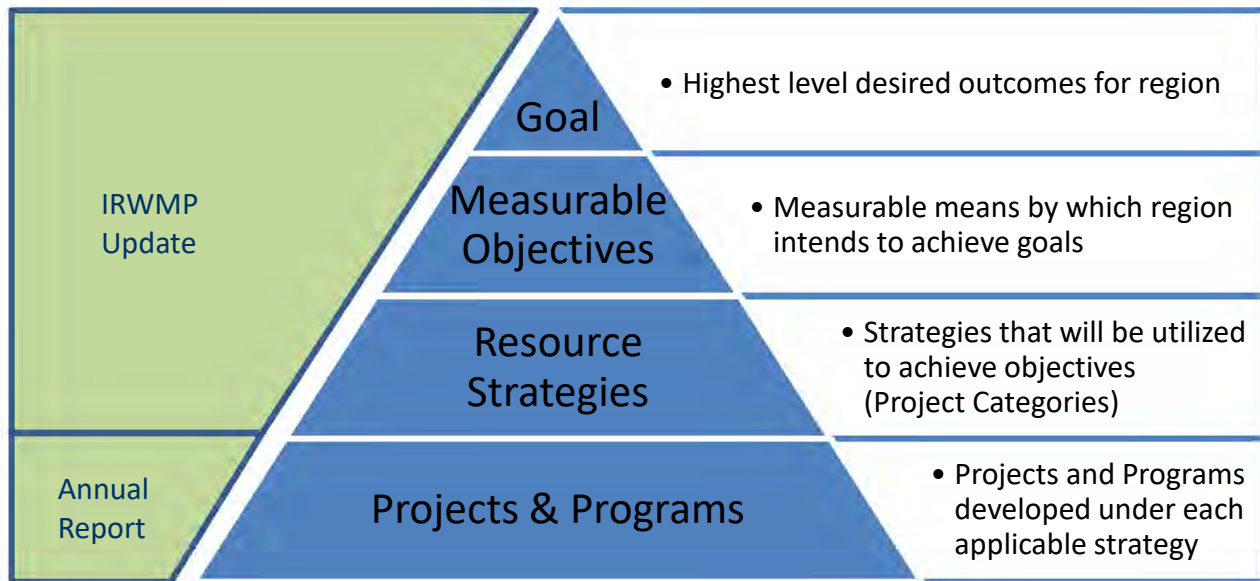 IRWMP
Update
Annual
Report
Goal
• Highest level desired outcomes for region
Measurable
Objectives
• Measurable means by which region
intends to achieve goals
Resource
Strategies
• Strategies that will be utilized
to achieve objectives
(Project Categories)
Projects & Programs
• Projects and Programs
developed under each
applicable strategy